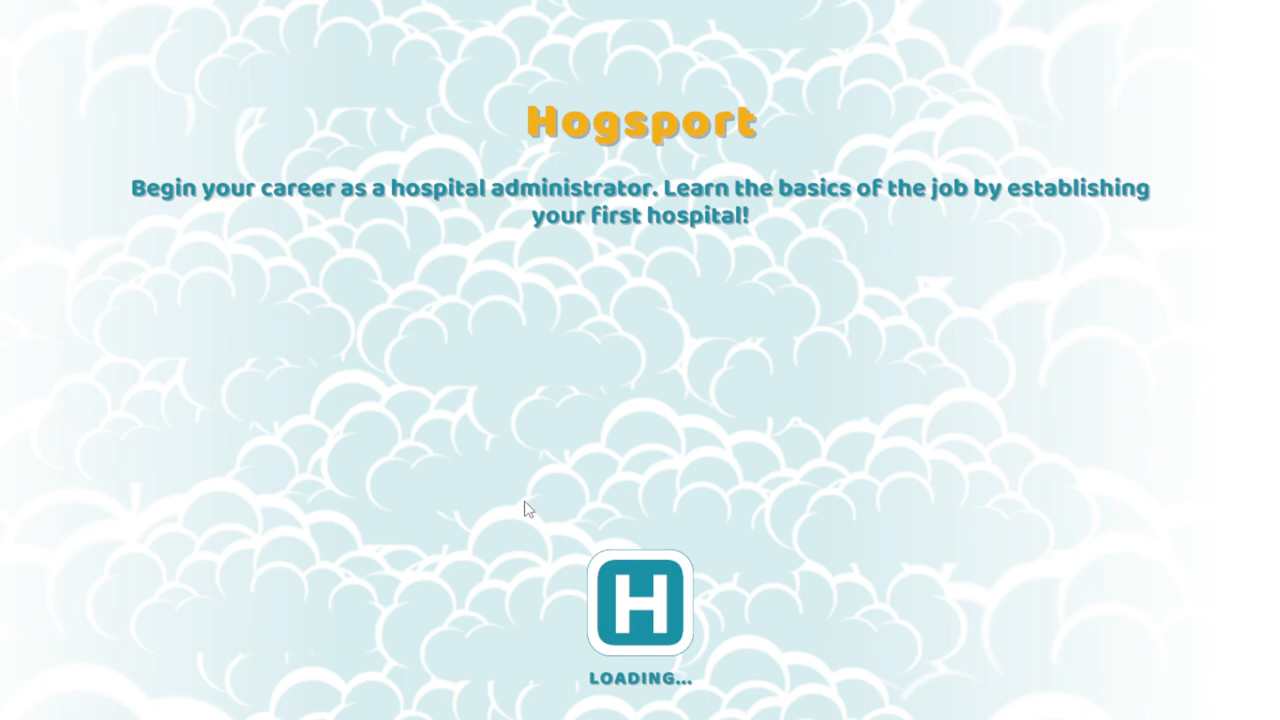 Hogsport
Begin your career as a hospital administrator. Learn the basics of the job by establishing
your first hospital!
H
LOADING...